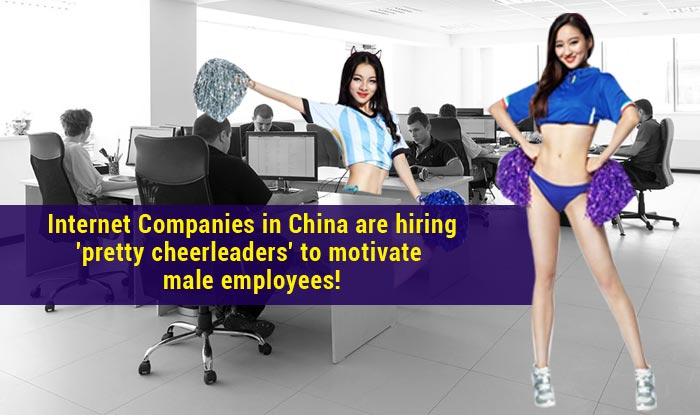 Internet Companies in China are hiring
'pretty cheerleaders' to motivate
male employees!